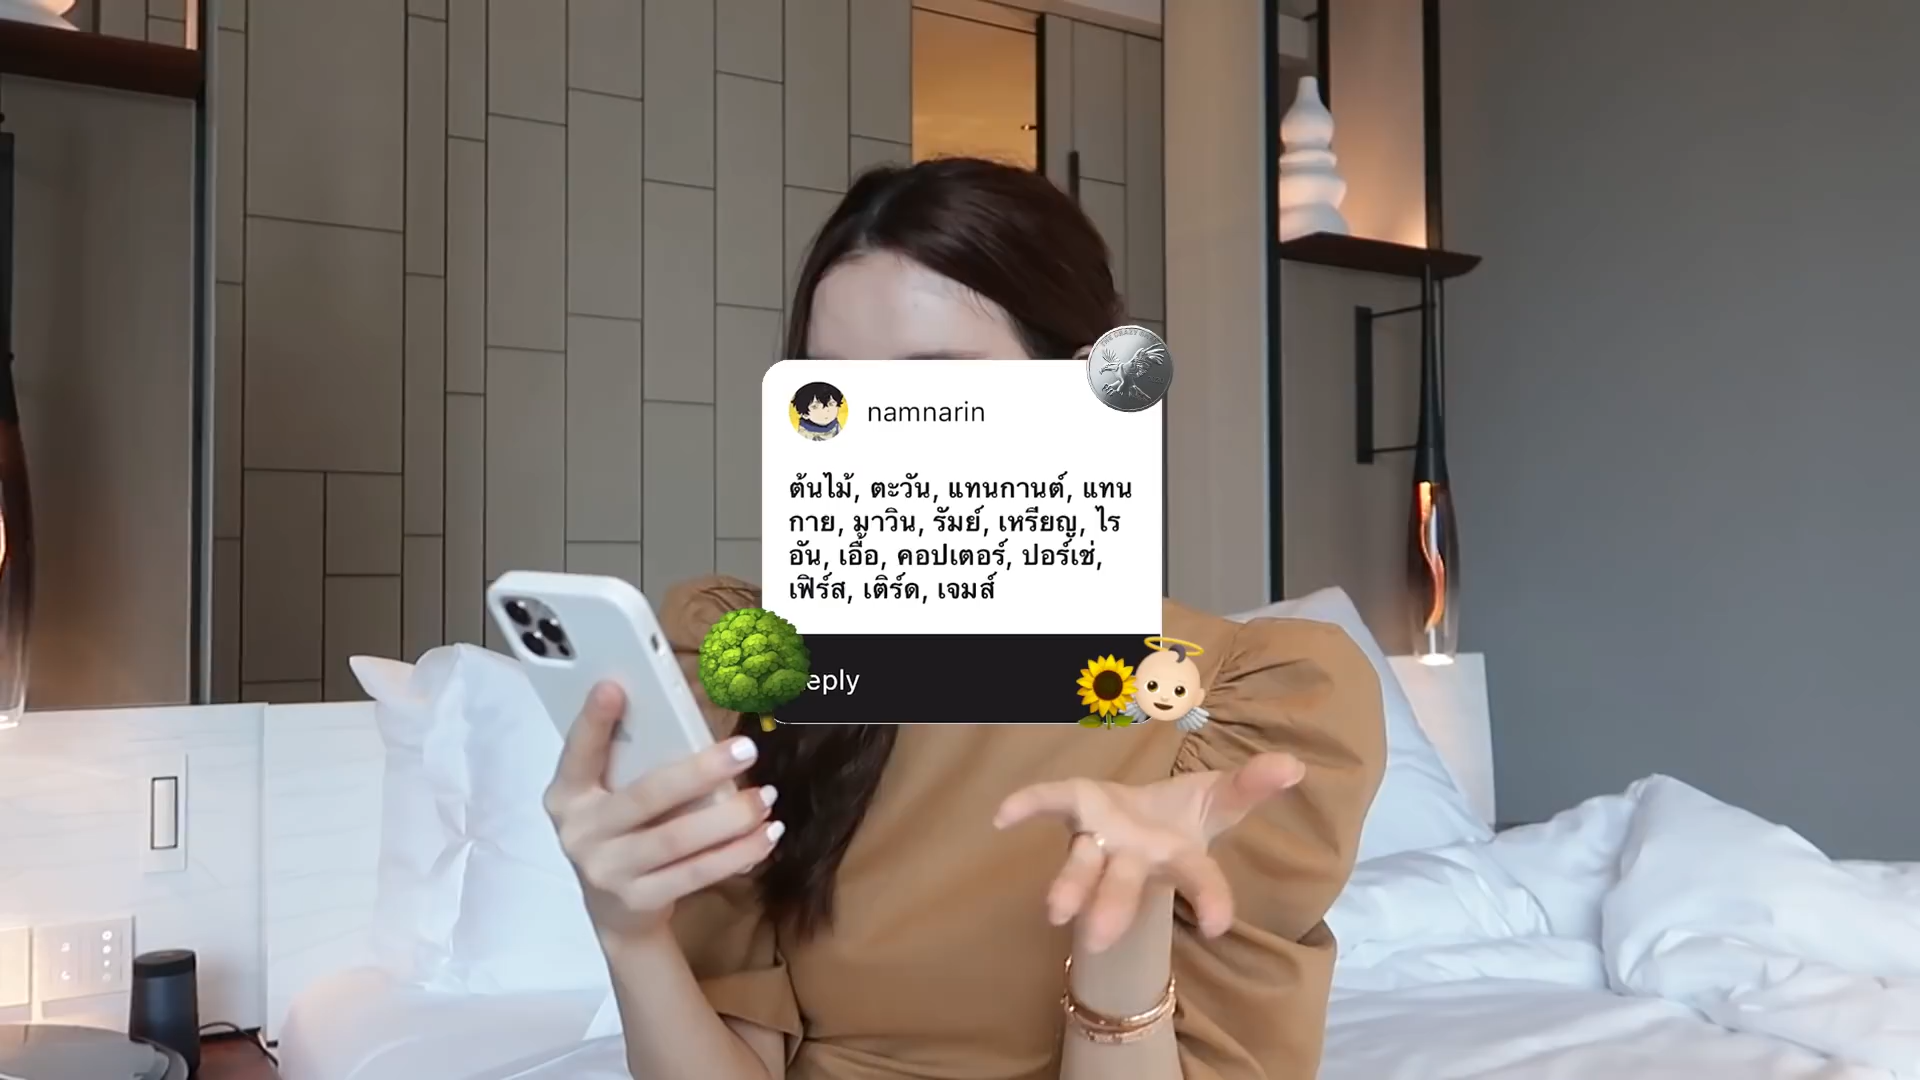 namnarin
ต้นไม้, ตะวัน, แทนกานต์, แทน
กาย, มาวิน, รัมย์, เหรียญ, ไร
อัน, เอื้อ, คอปเตอร์, ปอร์เช่,
เฟิร์ส, เติร์ด, เจมส์
eply